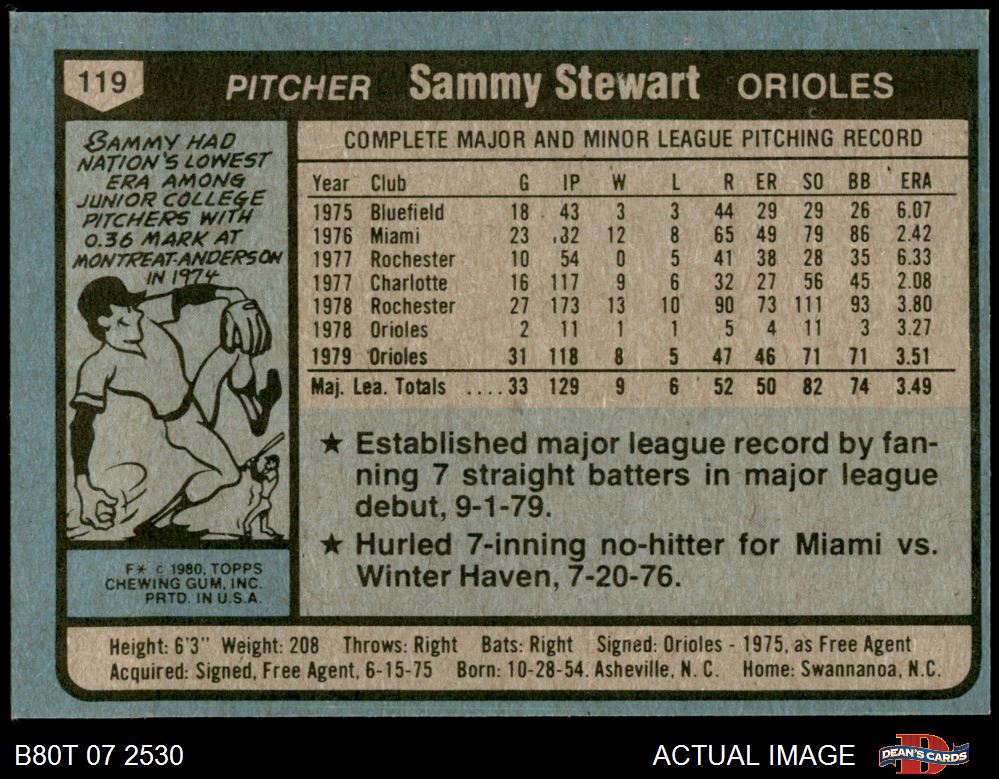 119 PITCHER Sammy Stewart ORIOLES
SAMMY HAD
NATION'S LOWEST
ERA AMONG
JUNIOR COLLEGE
PITCHERS WITH
0.36 MARK AT
MONTREAT-ANDERSON
IN 1974
F* © 1980, TOPPS
CHEWING GUM, INC.
PRTD. IN U.S.A.
COMPLETE MAJOR AND MINOR LEAGUE PITCHING RECORD
Year Club G IP W L R ER SO BB ERA
1975 Bluefield 18 43 3 3 44 29 29 26 6.07
1976 Miami 23 .32 12 8 65 49 79 86 2.42
1977 Rochester 10 54 0 5 41 38 28 35 6.33
1977 Charlotte 16 117 9 6 32 27 56 45 2.08
1978 Rochester 27 173 13 10 90 73 111 93 3.80
1978 Orioles 2 11 1 1 5 4 11 3 3.27
1979 Orioles 31 118 8 5 47 46 71 71 3.51
Maj. Lea. Totals ....33 129 9 6 52 50 82 74 3.49
★ Established major league record by fan-
ning 7 straight batters in major league
debut, 9-1-79.
★ Hurled 7-inning no-hitter for Miami vs.
Winter Haven, 7-20-76.
Height: 6'3" Weight: 208 Throws: Right Bats: Right Signed: Orioles - 1975, as Free Agent
Acquired: Signed, Free Agent, 6-15-75 Born: 10-28-54. Asheville, N. C. Home: Swannanoa, N.C.
B80T 07 2530 ACTUAL IMAGE DEAN'S CARDS